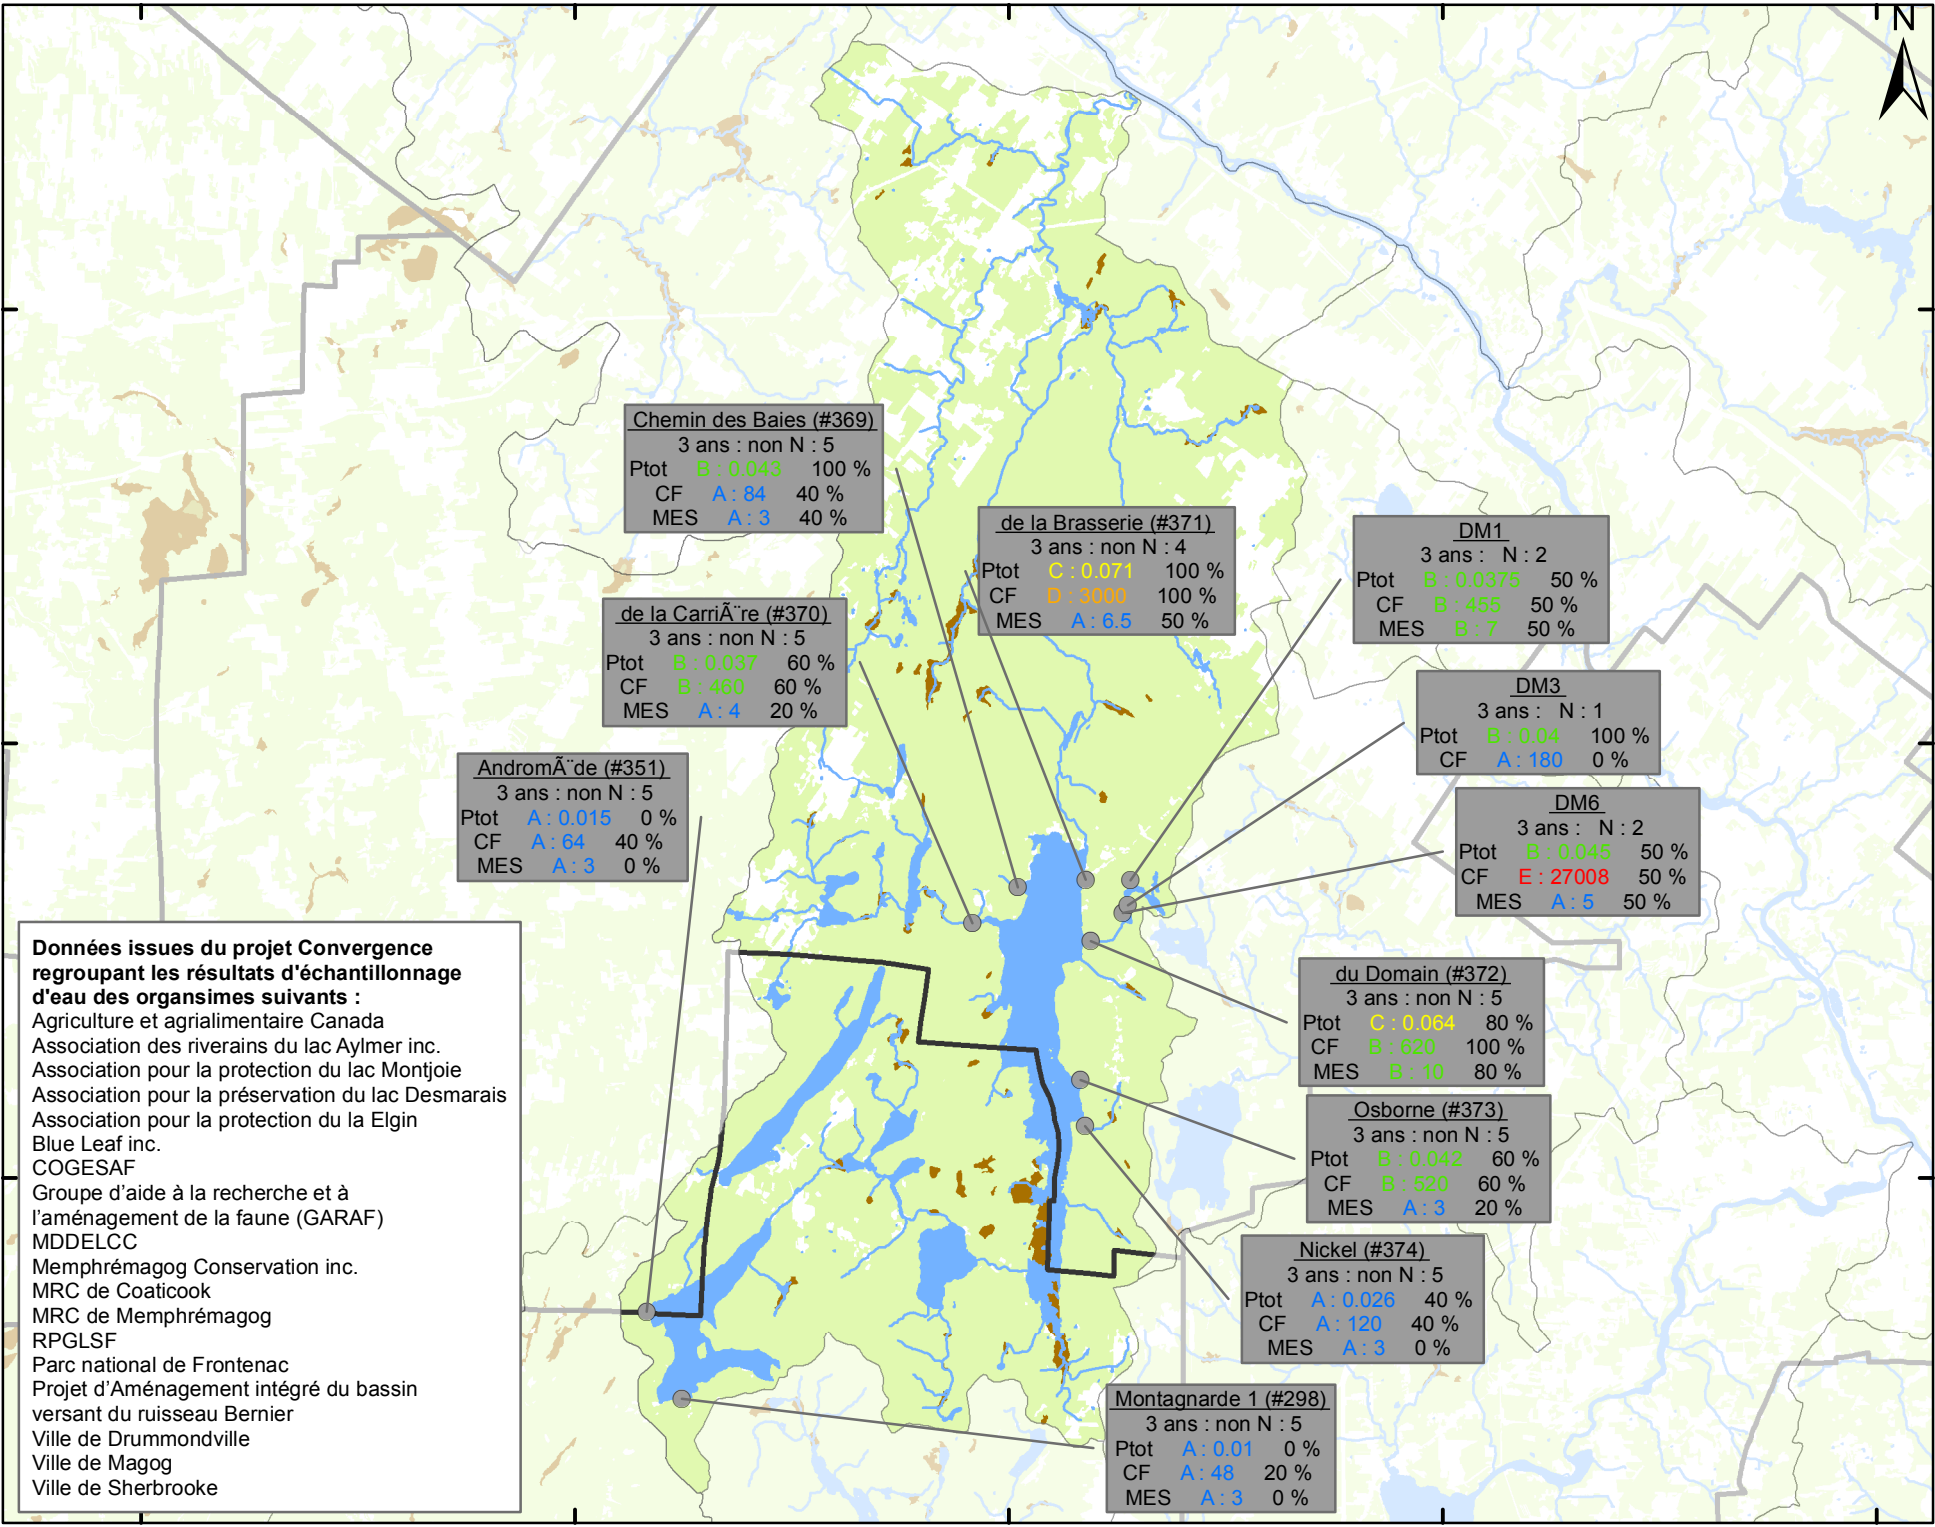 N
Chemin des Baies (#369)
3 ans : non N : 5
Ptot B : 0.043 100 %
CF A : 84 40 %
MES A : 3 40 %
de la Brasserie (#371)
3 ans : non N : 4
Ptot C : 0.071 100 %
CF D : 3000 100 %
MES A : 6.5 50 %
DM1
3 ans : N : 2
Ptot B : 0.0375 50 %
CF B : 455 50 %
MES B : 7 50 %
de la CarriÃ¨re (#370)
3 ans : non N : 5
Ptot B : 0.037 60 %
CF B : 460 60 %
MES A : 4 20 %
DM3
3 ans : N : 1
Ptot B : 0.04 100 %
CF A : 180 0 %
AndromÃ¨de (#351)
3 ans : non N : 5
Ptot A : 0.015 0 %
CF A : 64 40 %
MES A : 3 0 %
DM6
3 ans : N : 2
Ptot B : 0.045 50 %
CF E : 27008 50 %
MES A : 5 50 %
du Domain (#372)
3 ans : non N : 5
Ptot C : 0.064 80 %
CF B : 620 100 %
MES B : 10 80 %
Osborne (#373)
3 ans : non N : 5
Ptot B : 0.042 60 %
CF B : 520 60 %
MES A : 3 20 %
Nickel (#374)
3 ans : non N : 5
Ptot A : 0.026 40 %
CF A : 120 40 %
MES A : 3 0 %
Montagnarde 1 (#298)
3 ans : non N : 5
Ptot A : 0.01 0 %
CF A : 48 20 %
MES A : 3 0 %
Données issues du projet Convergence
regroupant les résultats d'échantillonnage
d'eau des organsimes suivants :
Agriculture et agrialimentaire Canada
Association des riverains du lac Aylmer inc.
Association pour la protection du lac Montjoie
Association pour la préservation du lac Desmarais
Association pour la protection du la Elgin
Blue Leaf inc.
COGESAF
Groupe d'aide à la recherche et à
l'aménagement de la faune (GARAF)
MDDELCC
Memphrémagog Conservation inc.
MRC de Coaticook
MRC de Memphrémagog
RPGLSF
Parc national de Frontenac
Projet d'Aménagement intégré du bassin
versant du ruisseau Bernier
Ville de Drummondville
Ville de Magog
Ville de Sherbrooke